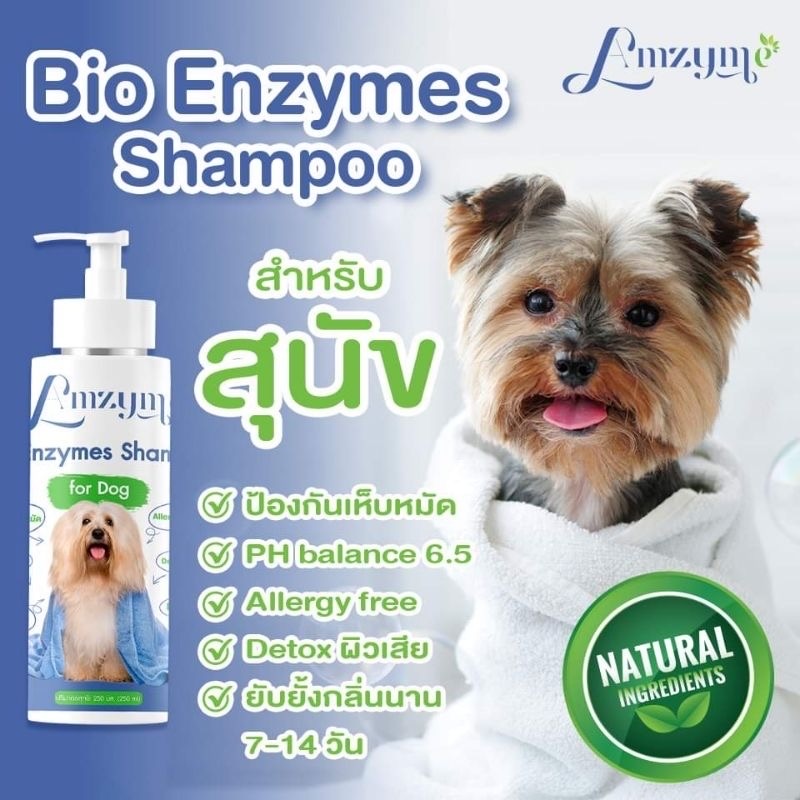 Amzyme
Bio Enzymes
Shampoo
สำหรับ
สุนัข
ป้องกันเห็บหมัด
PH balance 6.5
Allergy free
Detox ผิวเสีย
ยับยั้งกลิ่นนาน
7-14 วัน
NATURAL
INGREDIENTS
Amzym
nzymes Sham
for Dog